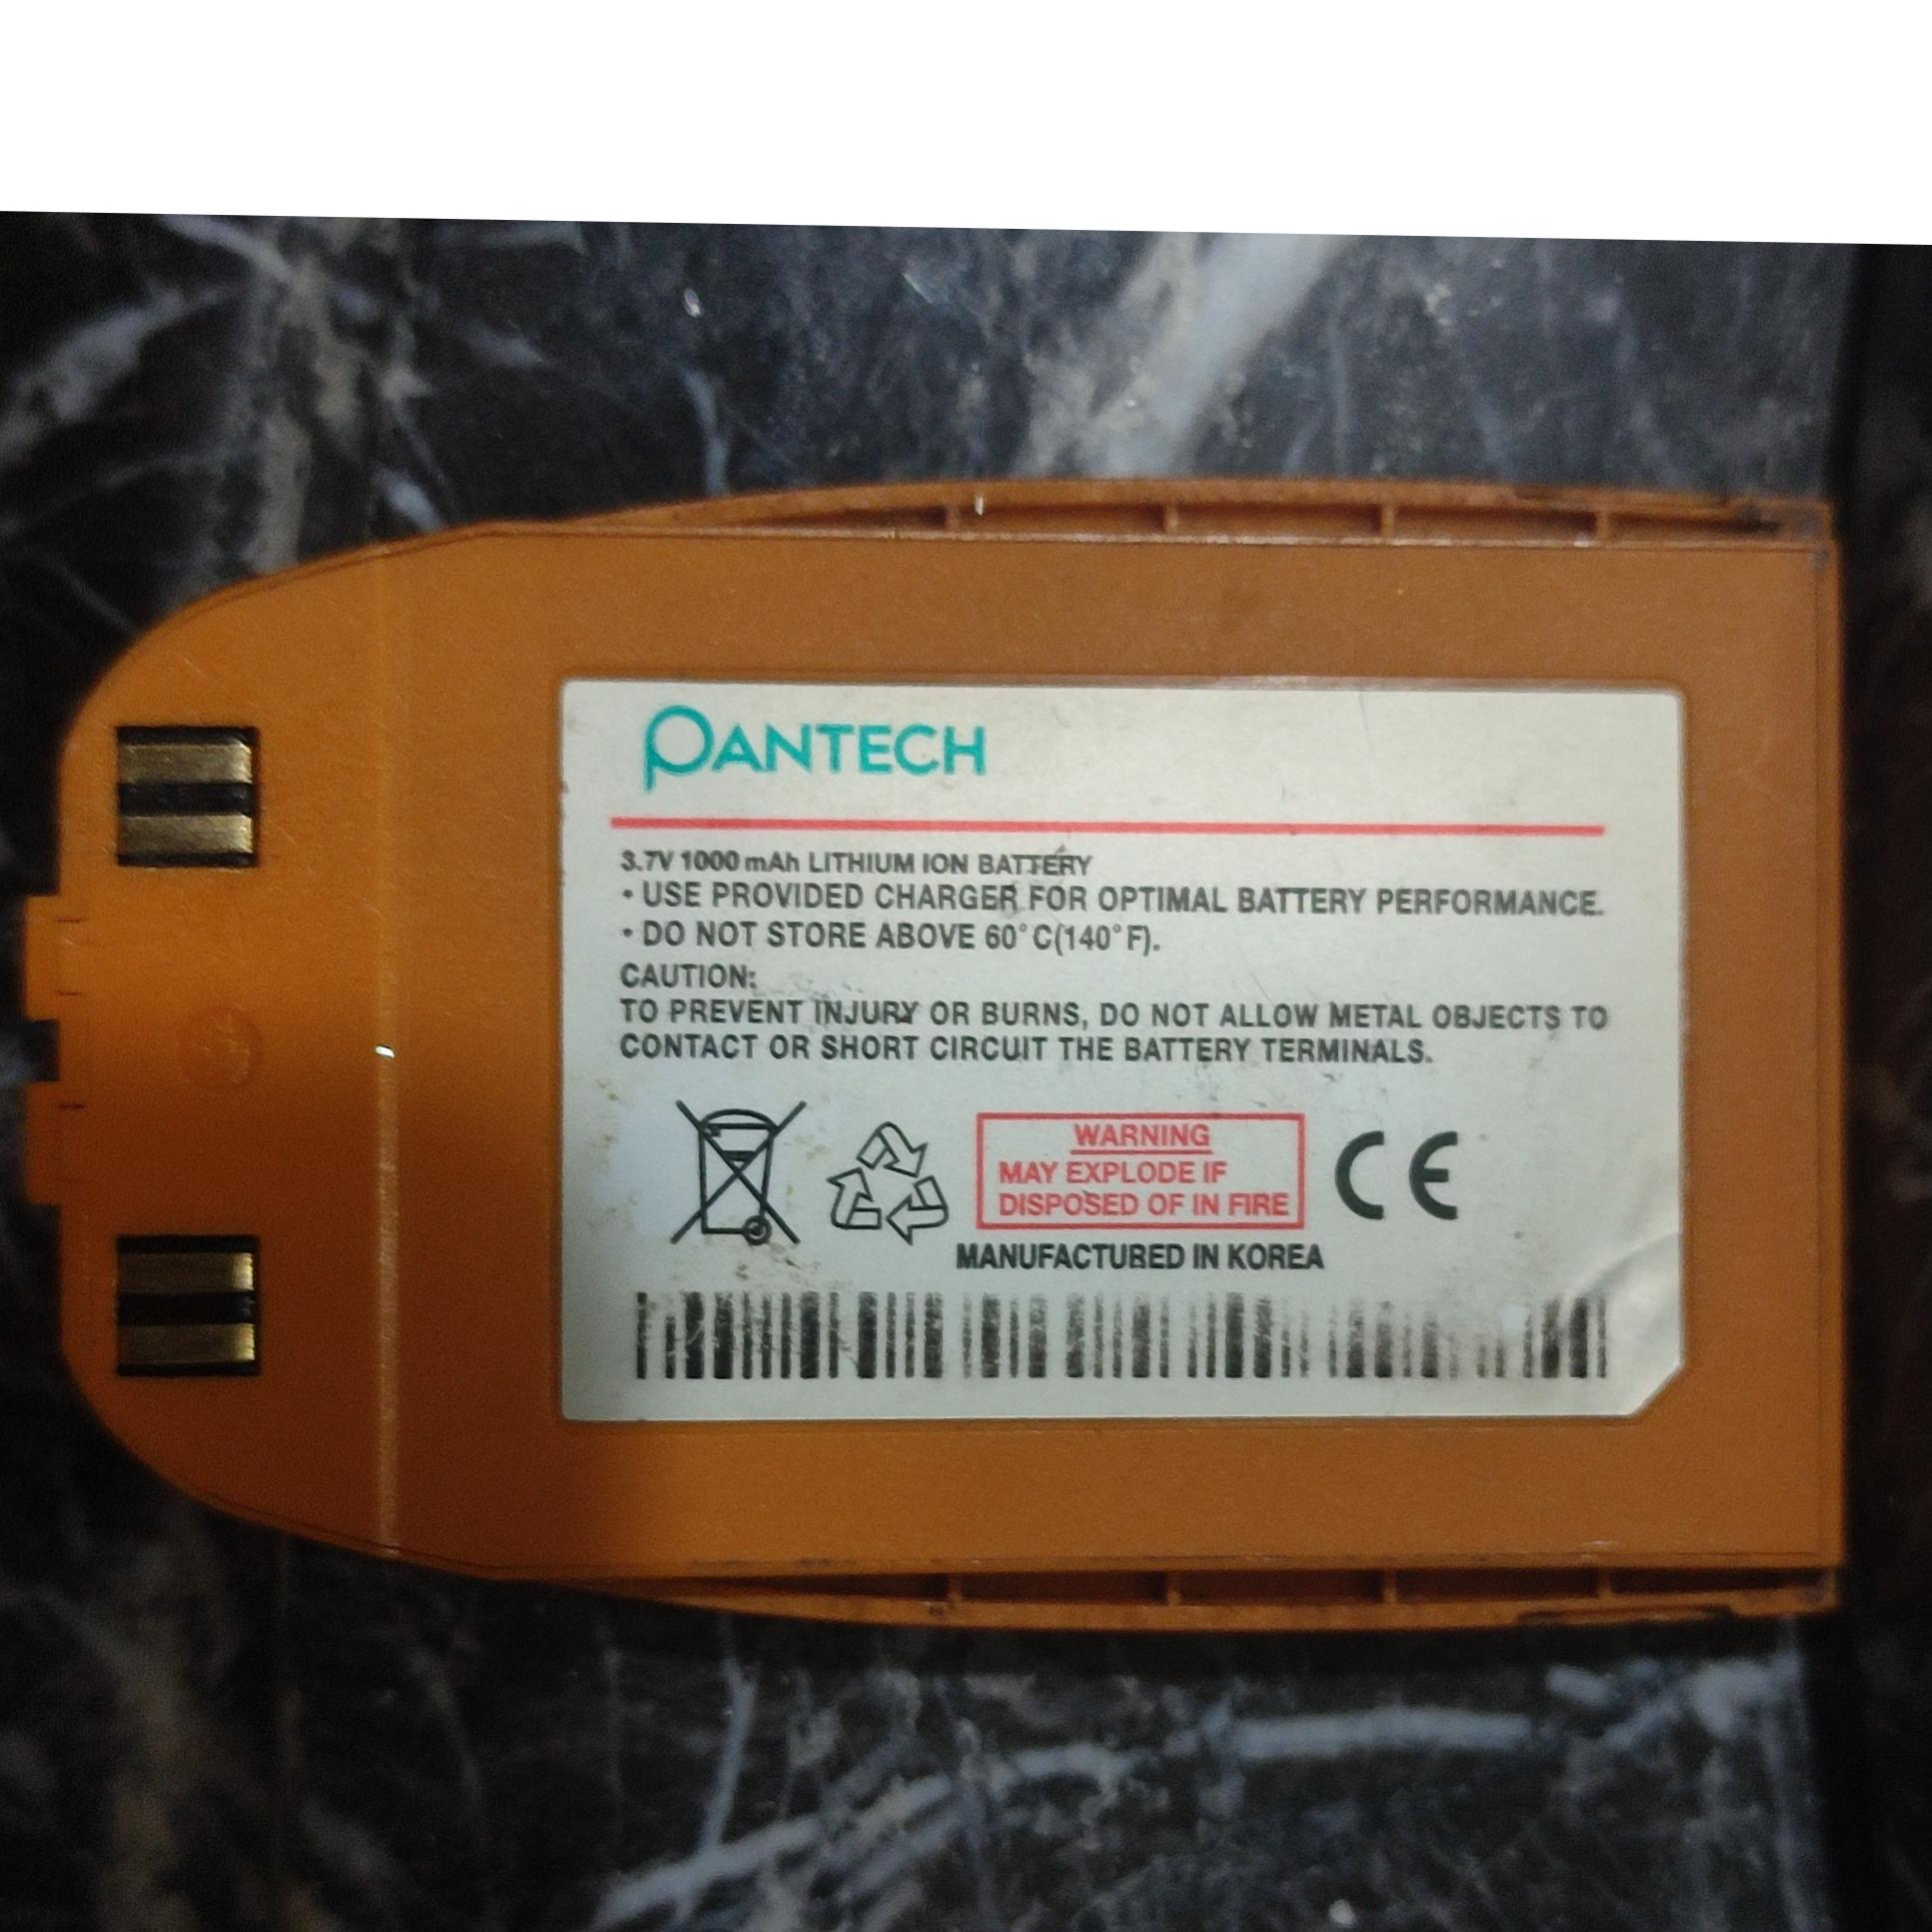 PANTECH
3.7V 1000 mAh LITHIUM ION BATTERY
• USE PROVIDED CHARGER FOR OPTIMAL BATTERY PERFORMANCE.
• DO NOT STORE ABOVE 60°C(140°F).
CAUTION:
TO PREVENT INJURY OR BURNS, DO NOT ALLOW METAL OBJECTS TO
CONTACT OR SHORT CIRCUIT THE BATTERY TERMINALS.
WARNING
MAY EXPLODE IF
DISPOSED OF IN FIRE
CE
MANUFACTURED IN KOREA